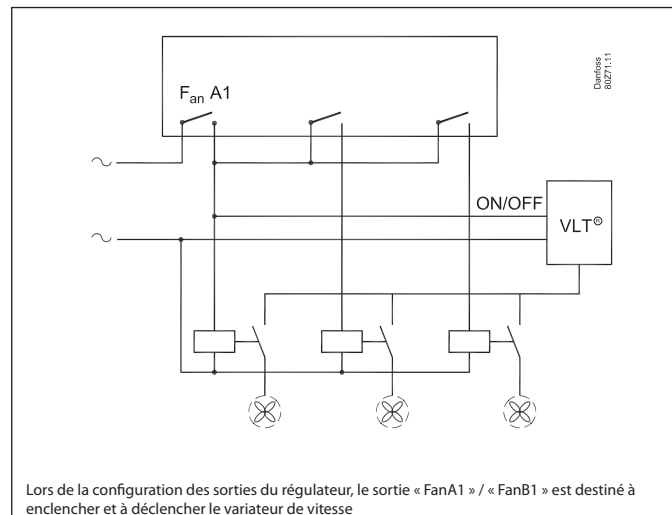 Danfoss
80Z71.11
Fan A1
ON/OFF
VLT®
Lors de la configuration des sorties du régulateur, le sortie « FanA1 » / « FanB1 » est destiné à
enclencher et à déclencher le variateur de vitesse